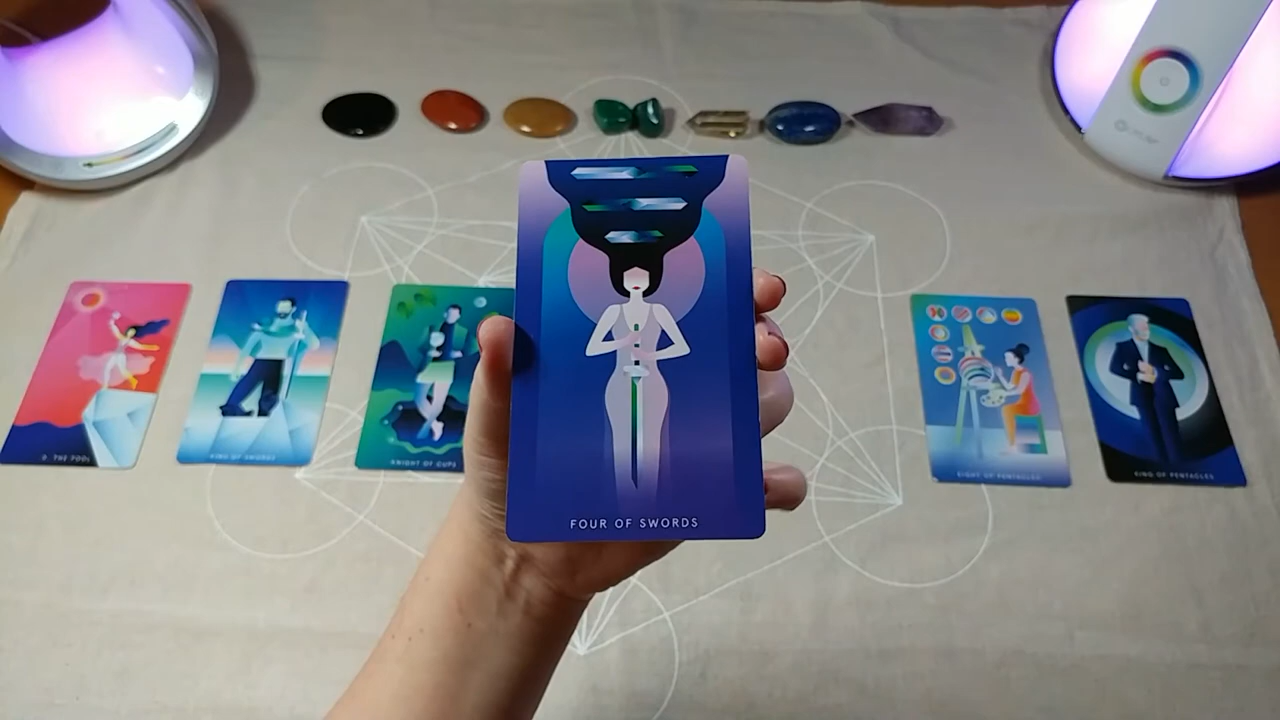 FOUR OF SWORDS
0. THE FOOL
KING OF SWORDS
KNIGHT OF CUPS
EIGHT OF PENTACLES
KING OF PENTACLES